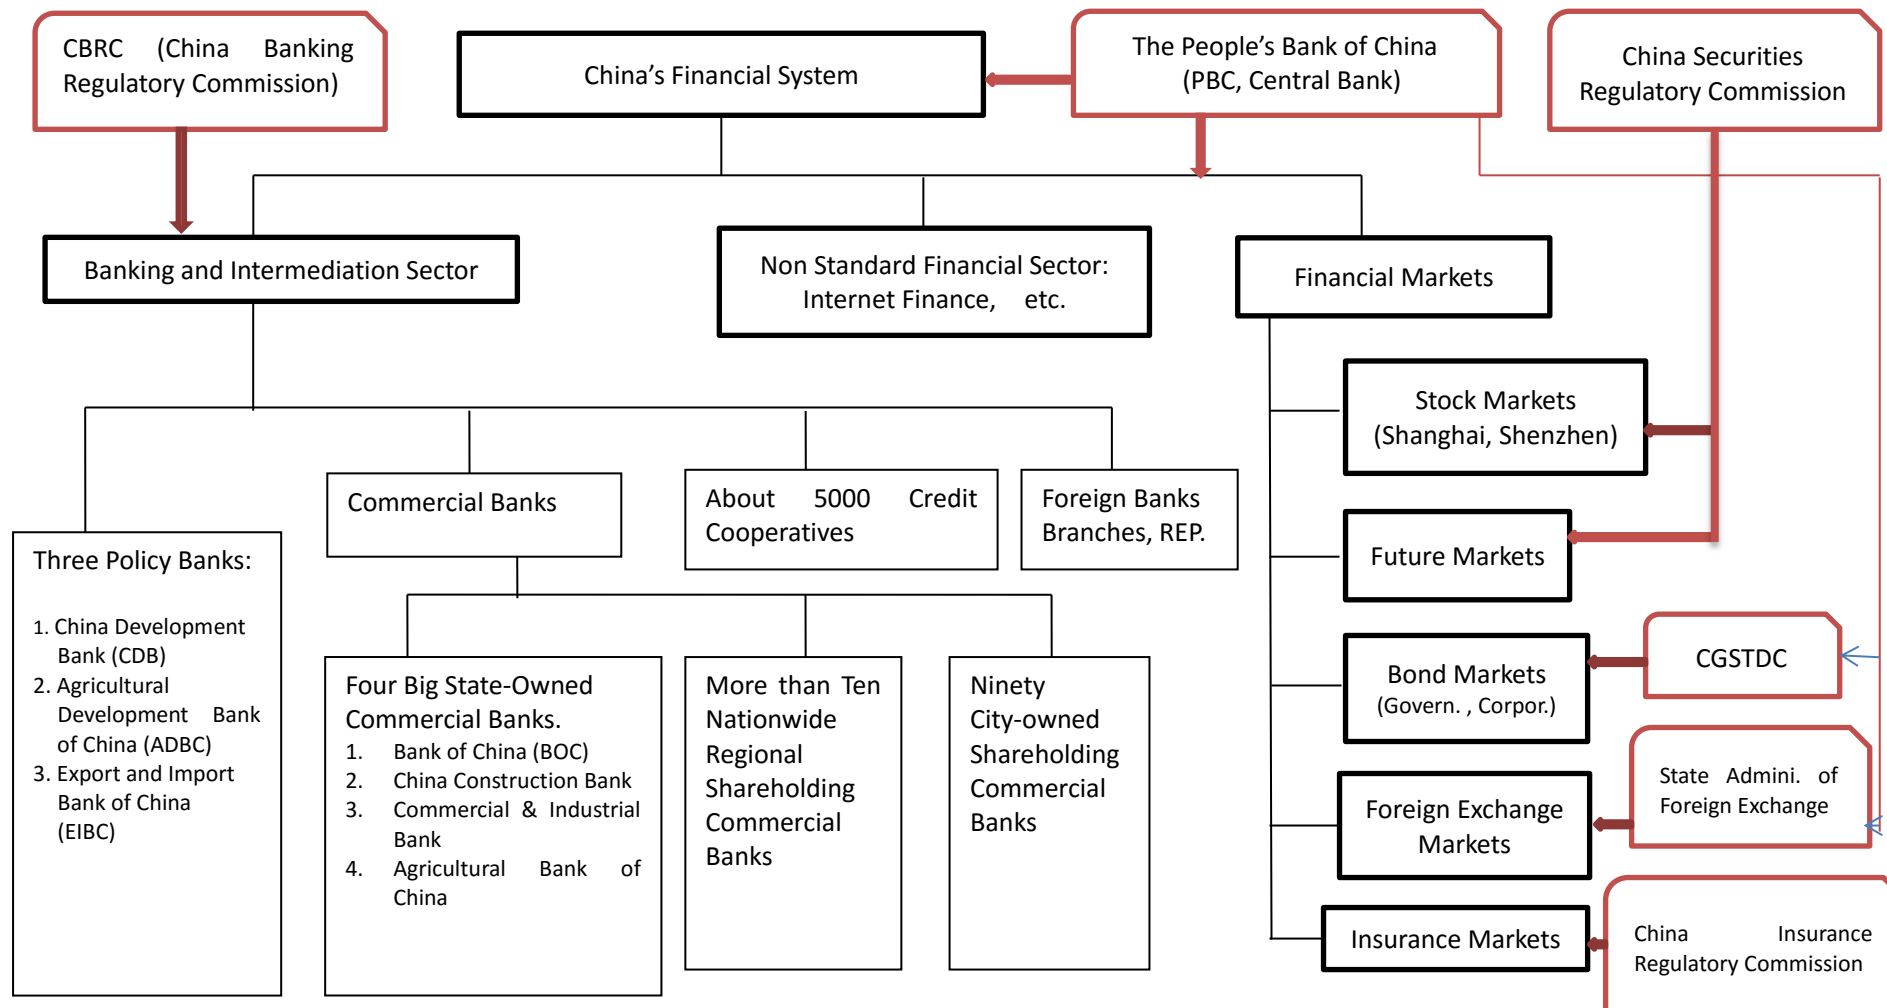 CBRC (China Banking
Regulatory Commission)
China's Financial System
The People's Bank of China
(PBC, Central Bank)
China Securities
Regulatory Commission
Banking and Intermediation Sector
Non Standard Financial Sector:
Internet Finance, etc.
Financial Markets
Stock Markets
(Shanghai, Shenzhen)
Commercial Banks
About 5000 Credit
Cooperatives
Foreign Banks
Branches, REP.
Future Markets
Three Policy Banks:
1. China Development
Bank (CDB)
2. Agricultural
Development Bank
of China (ADBC)
3. Export and Import
Bank of China
(EIBC)
Four Big State-Owned
Commercial Banks.
1. Bank of China (BOC)
2. China Construction Bank
3. Commercial & Industrial
Bank
4. Agricultural Bank of
China
More than Ten
Nationwide
Regional
Shareholding
Commercial
Banks
Ninety
City-owned
Shareholding
Commercial
Banks
Bond Markets
(Govern. , Corpor.)
CGSTDC
Foreign Exchange
Markets
State Admini. of
Foreign Exchange
Insurance Markets
China Insurance
Regulatory Commission